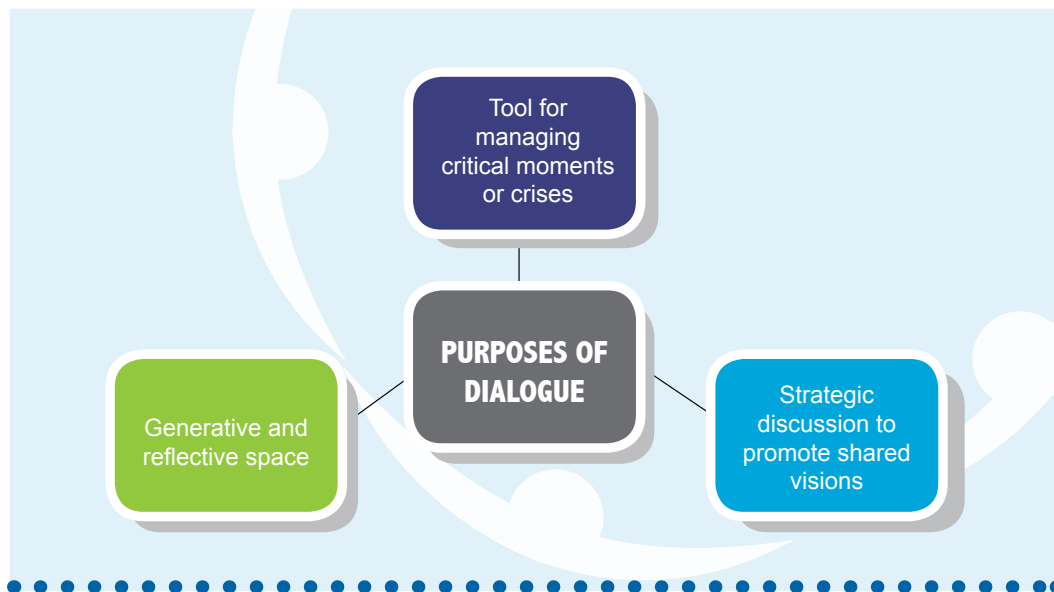 Tool for
managing
critical moments
or crises
PURPOSES OF
DIALOGUE
Generative and
reflective space
Strategic
discussion to
promote shared
visions